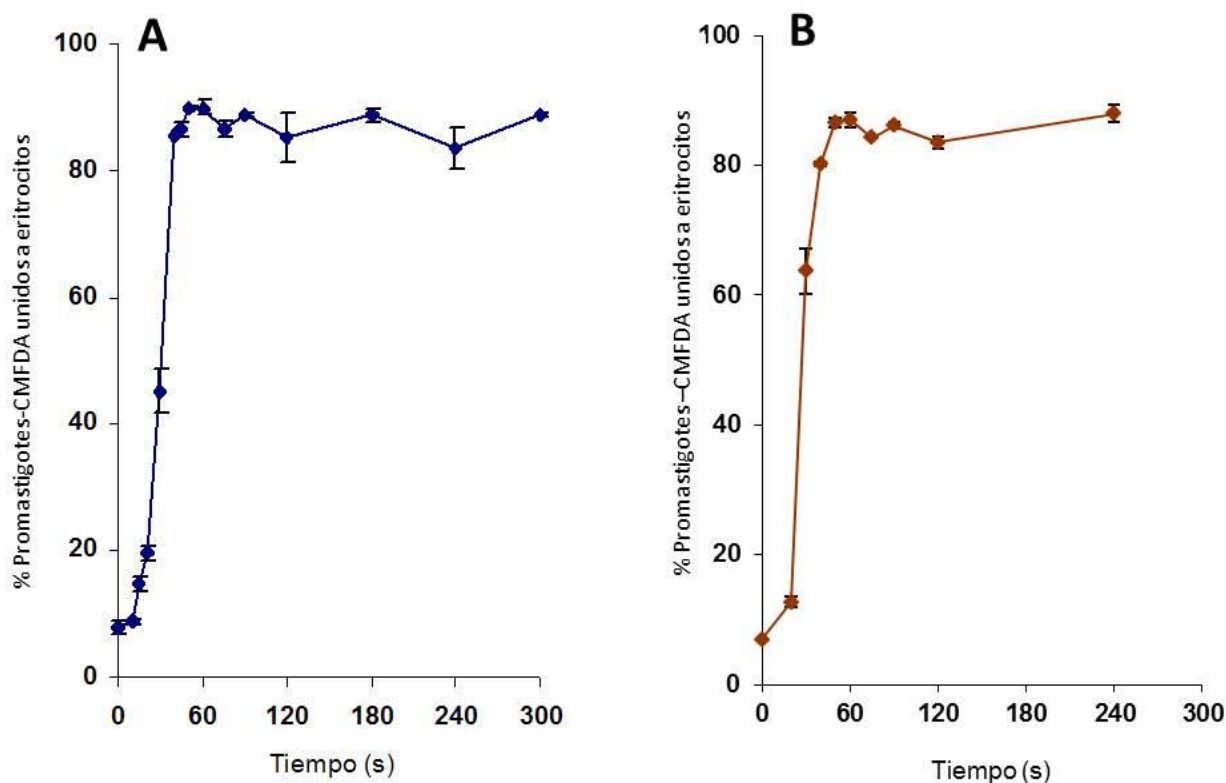 A
% Promastigotes-CMFDA unidos a eritrocitos
100
80
60
40
20
0
0 60 120 180 240 300
Tiempo (s)
B
% Promastigotes–CMFDA unidos a eritrocitos
100
80
60
40
20
0
0 60 120 180 240 300
Tiempo (s)